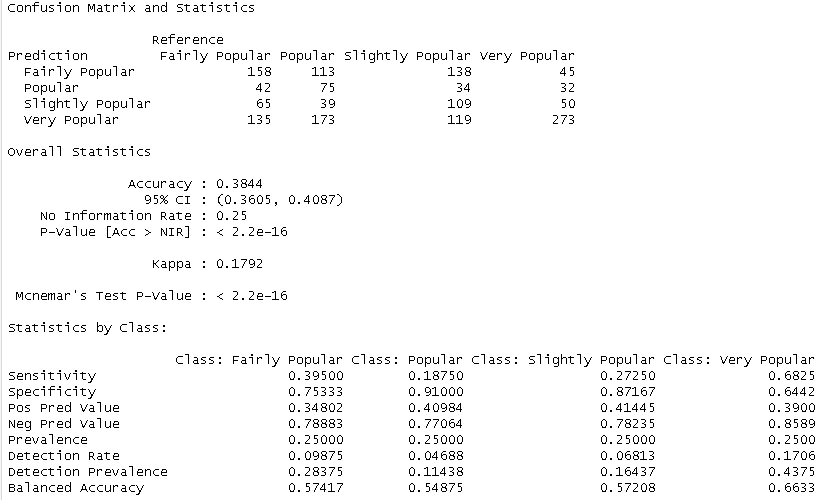 Confusion Matrix and Statistics
Reference
Prediction Fairly Popular Popular Slightly Popular Very Popular
Fairly Popular 158 113 138 45
Popular 42 75 34 32
Slightly Popular 65 39 109 50
Very Popular 135 173 119 273
Overall Statistics
Accuracy : 0.3844
95% CI : (0.3605, 0.4087)
No Information Rate : 0.25
P-Value [Acc > NIR] : < 2.2e-16
Kappa : 0.1792
Mcnemar's Test P-Value : < 2.2e-16
Statistics by Class:
Class: Fairly Popular Class: Popular Class: Slightly Popular Class: Very Popular
Sensitivity 0.39500 0.18750 0.27250 0.6825
Specificity 0.75333 0.91000 0.87167 0.6442
Pos Pred Value 0.34802 0.40984 0.41445 0.3900
Neg Pred Value 0.78883 0.77064 0.78235 0.8589
Prevalence 0.25000 0.25000 0.25000 0.2500
Detection Rate 0.09875 0.04688 0.06813 0.1706
Detection Prevalence 0.28375 0.11438 0.16437 0.4375
Balanced Accuracy 0.57417 0.54875 0.57208 0.6633